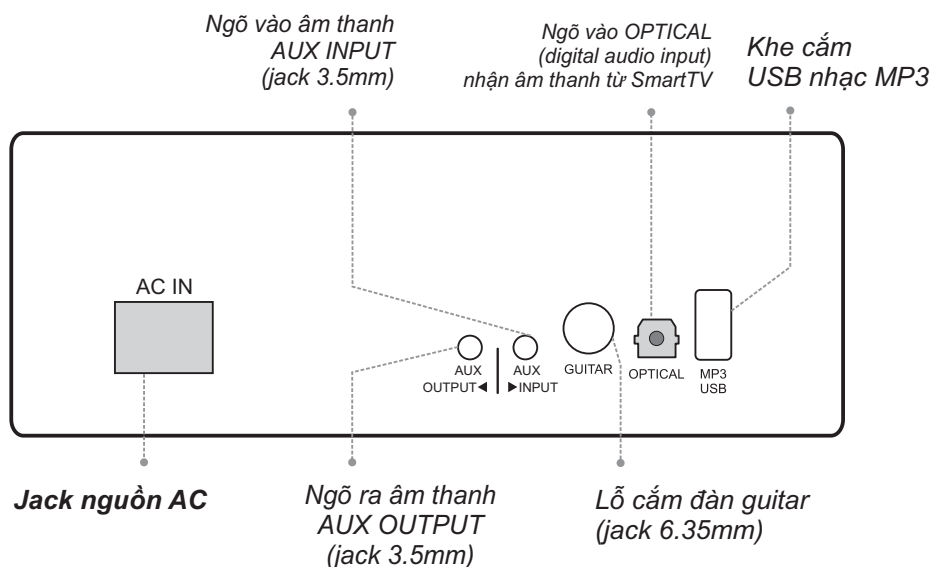 Ngõ vào âm thanh
AUX INPUT
(jack 3.5mm)
Ngõ vào OPTICAL
(digital audio input)
nhận âm thanh từ SmartTV
Khe cắm
USB nhạc MP3
AC IN
AUX
OUTPUT◄
AUX
►INPUT
GUITAR
OPTICAL
MP3
USB
Jack nguồn AC
Ngõ ra âm thanh
AUX OUTPUT
(jack 3.5mm)
Lỗ cắm đàn guitar
(jack 6.35mm)